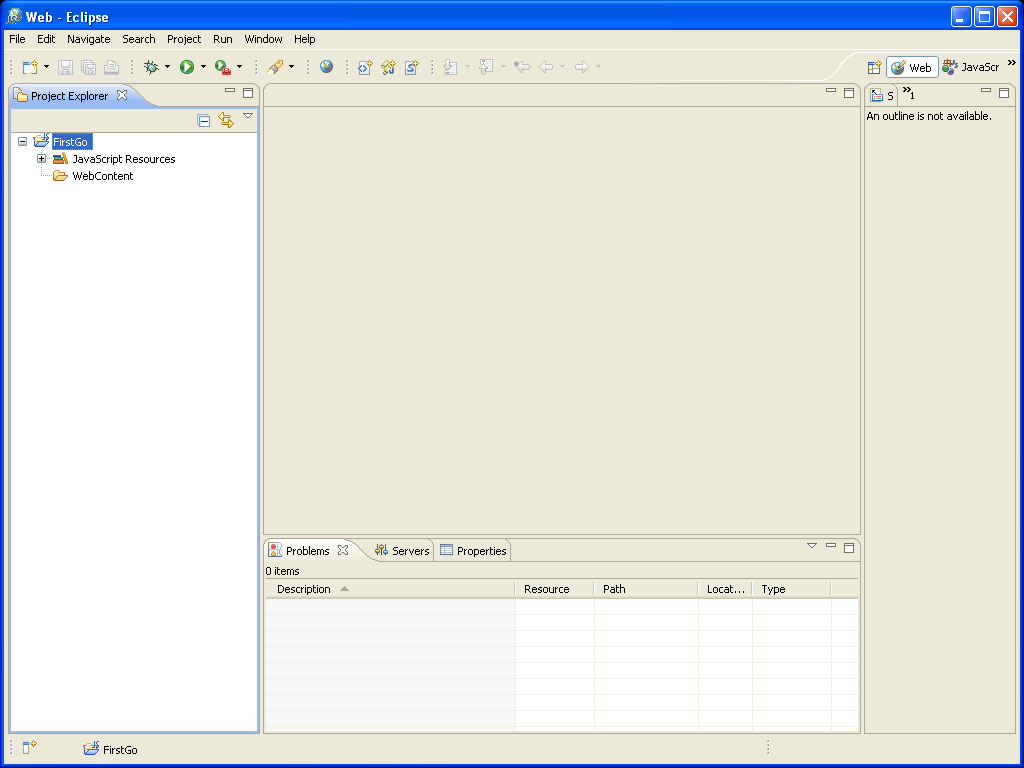 Web - Eclipse
File Edit Navigate Search Project Run Window Help
Web JavaScr
Project Explorer
S 1
An outline is not available.
FirstGo
JavaScript Resources
WebContent
Problems Servers Properties
0 items
Description Resource Path Locat... Type
FirstGo